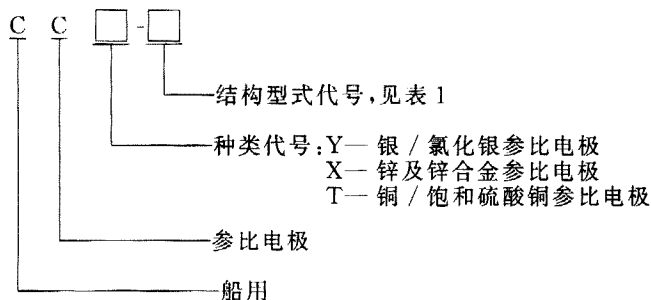 C C □-□
结构型式代号,见表1
种类代号:Y—银/氯化银参比电极
X—锌及锌合金参比电极
T—铜/饱和硫酸铜参比电极
参比电极
船用